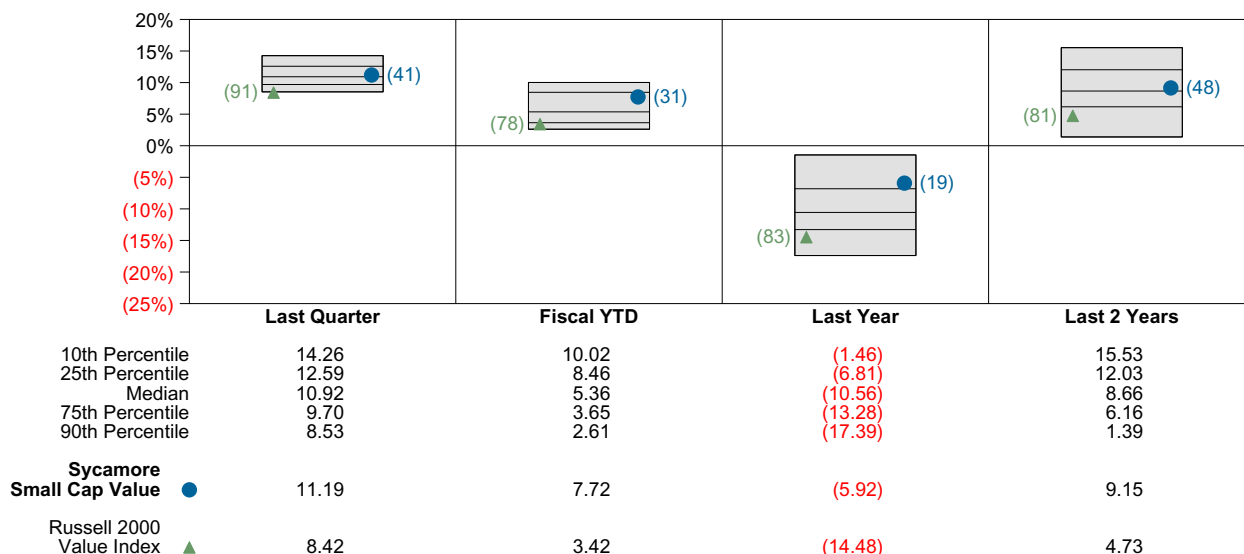 20%
15%
10%
5%
0%
(5%)
(10%)
(15%)
(20%)
(25%)
(91) (41)
(78) (31)
(83) (19)
(81) (48)
Last Quarter Fiscal YTD Last Year Last 2 Years
10th Percentile 14.26 10.02 (1.46) 15.53
25th Percentile 12.59 8.46 (6.81) 12.03
Median 10.92 5.36 (10.56) 8.66
75th Percentile 9.70 3.65 (13.28) 6.16
90th Percentile 8.53 2.61 (17.39) 1.39
Sycamore
Small Cap Value 11.19 7.72 (5.92) 9.15
Russell 2000
Value Index 8.42 3.42 (14.48) 4.73